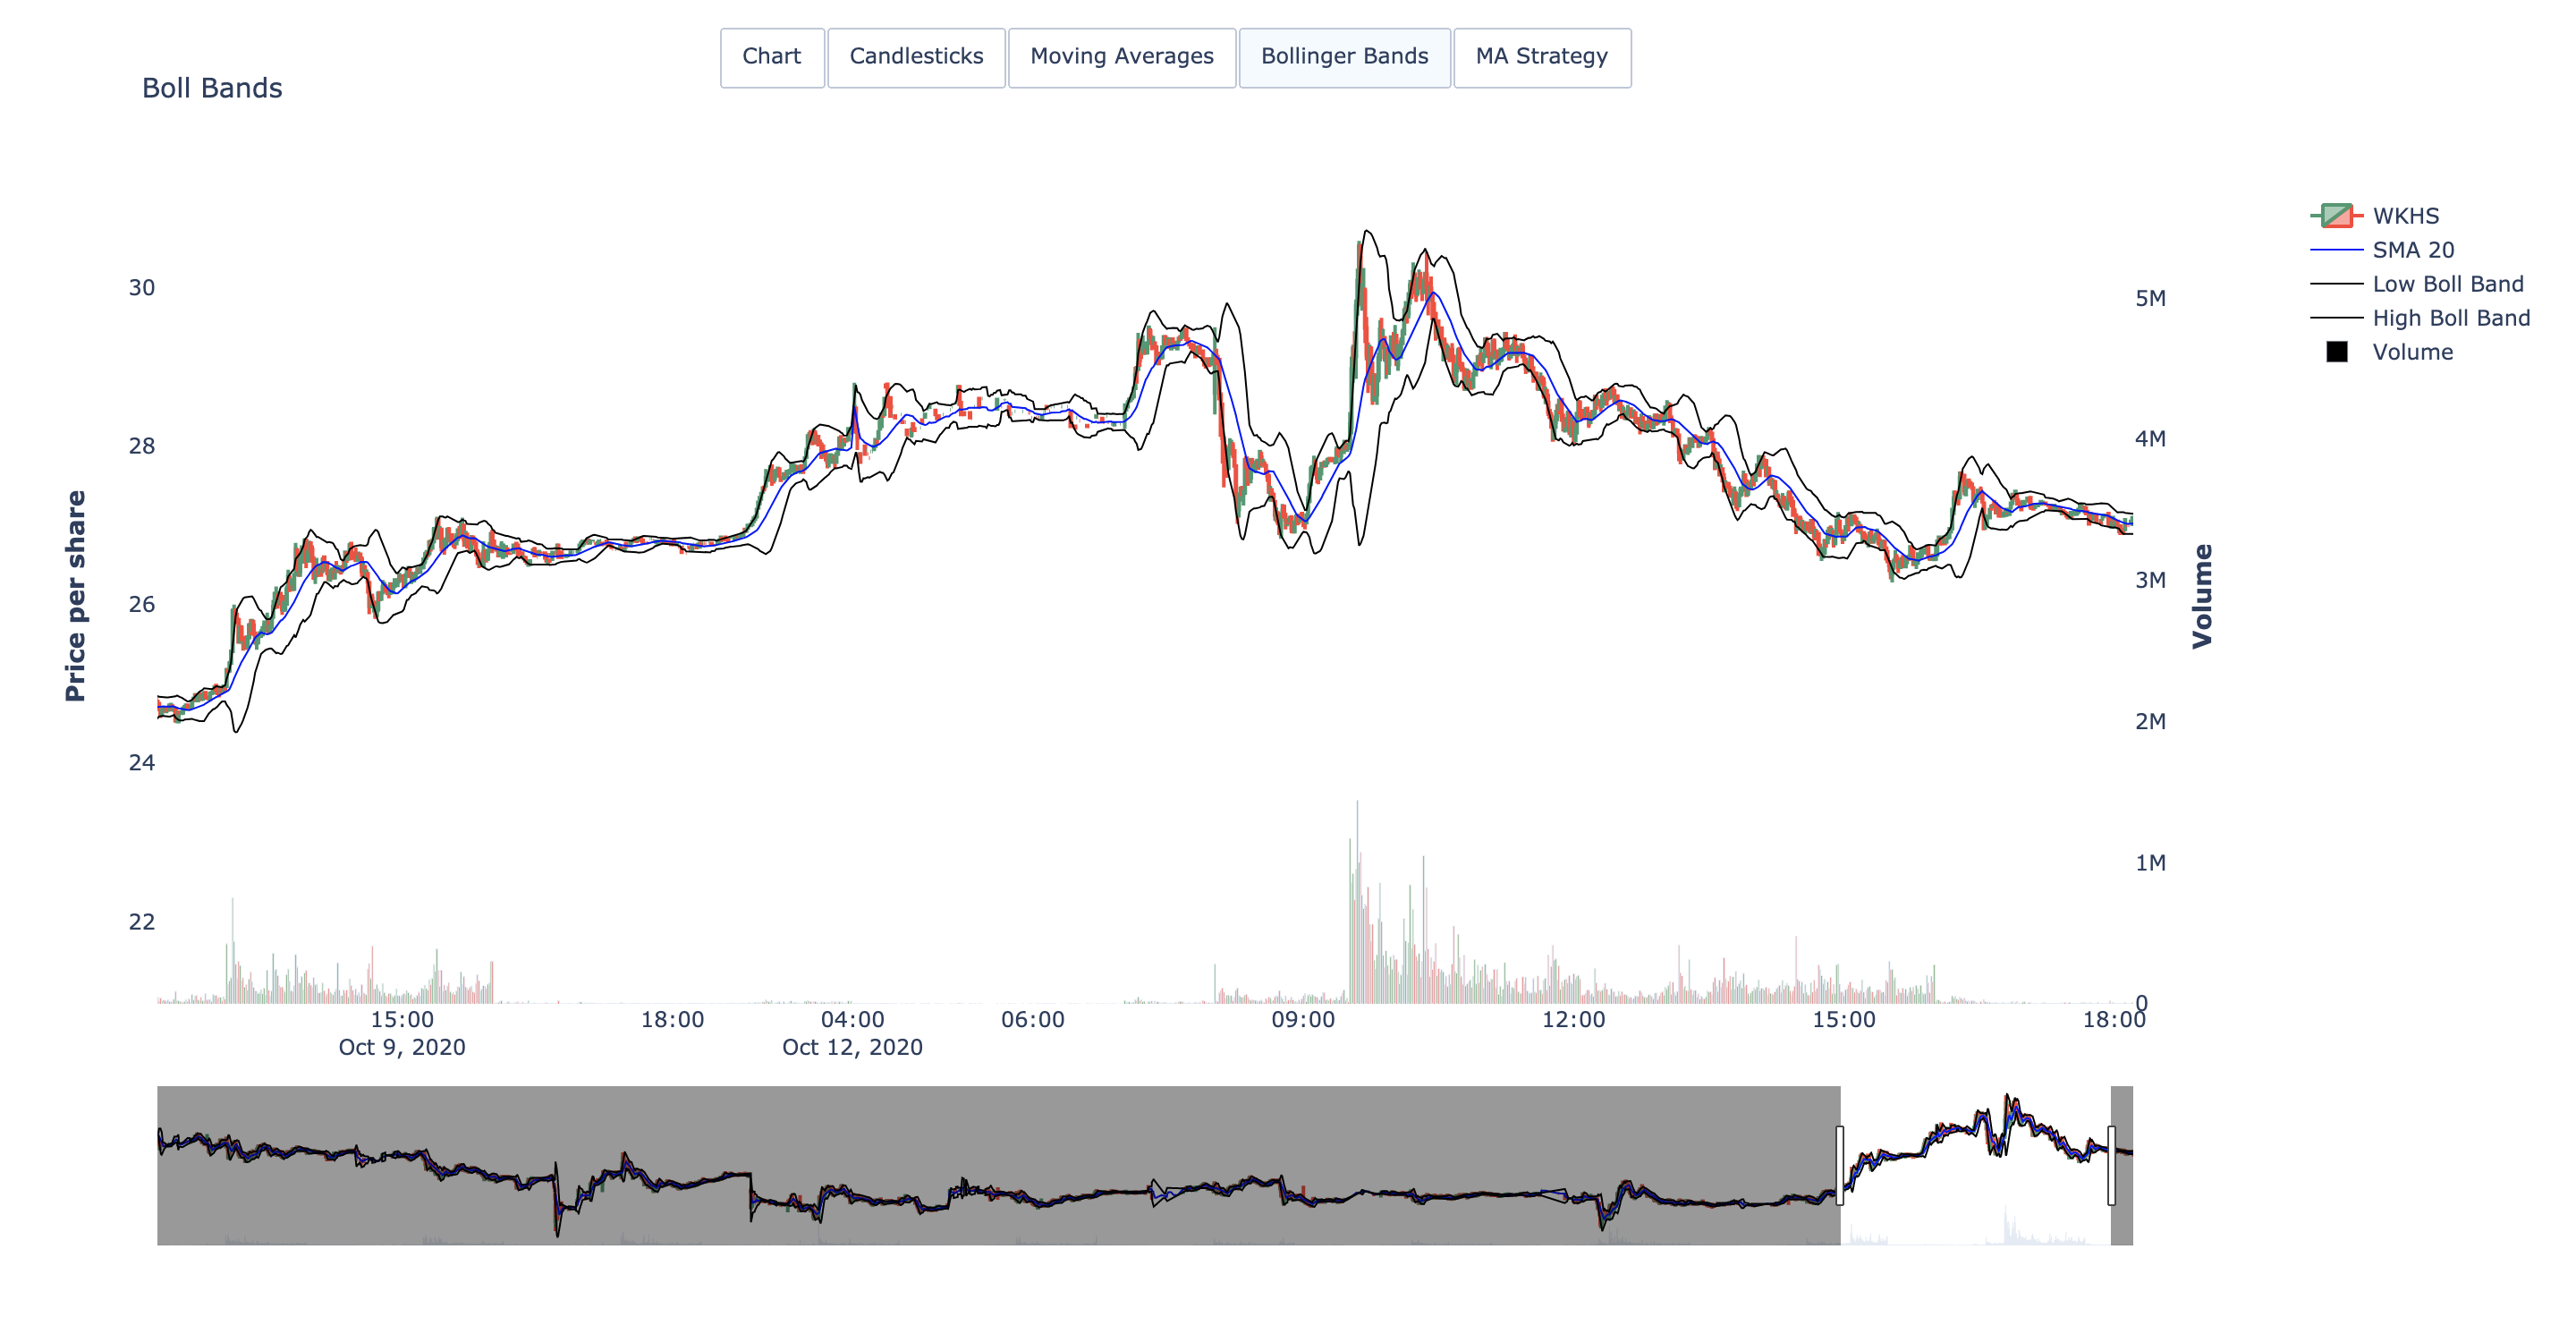 Chart
Candlesticks
Moving Averages
Bollinger Bands
MA Strategy
Boll Bands
WKHS
SMA 20
Low Boll Band
High Boll Band
Volume
Price per share
30
28
26
24
22
5M
4M
3M
2M
1M
0
Volume
15:00
18:00
04:00
06:00
09:00
12:00
15:00
18:00
Oct 9, 2020
Oct 12, 2020